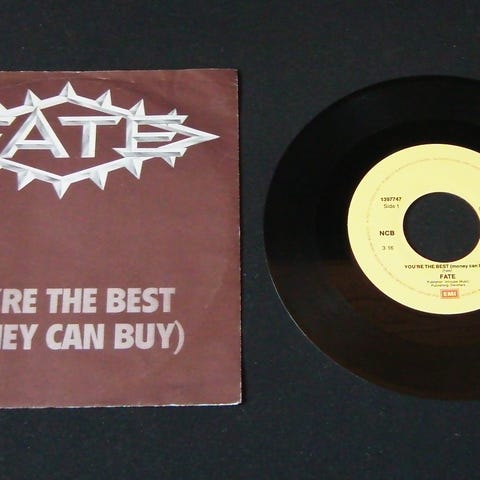 FATE
'RE THE BEST
NEY CAN BUY)
1397747
Side 1
NCB
3.16
YOU'RE THE BEST (money can b
FATE
EMI